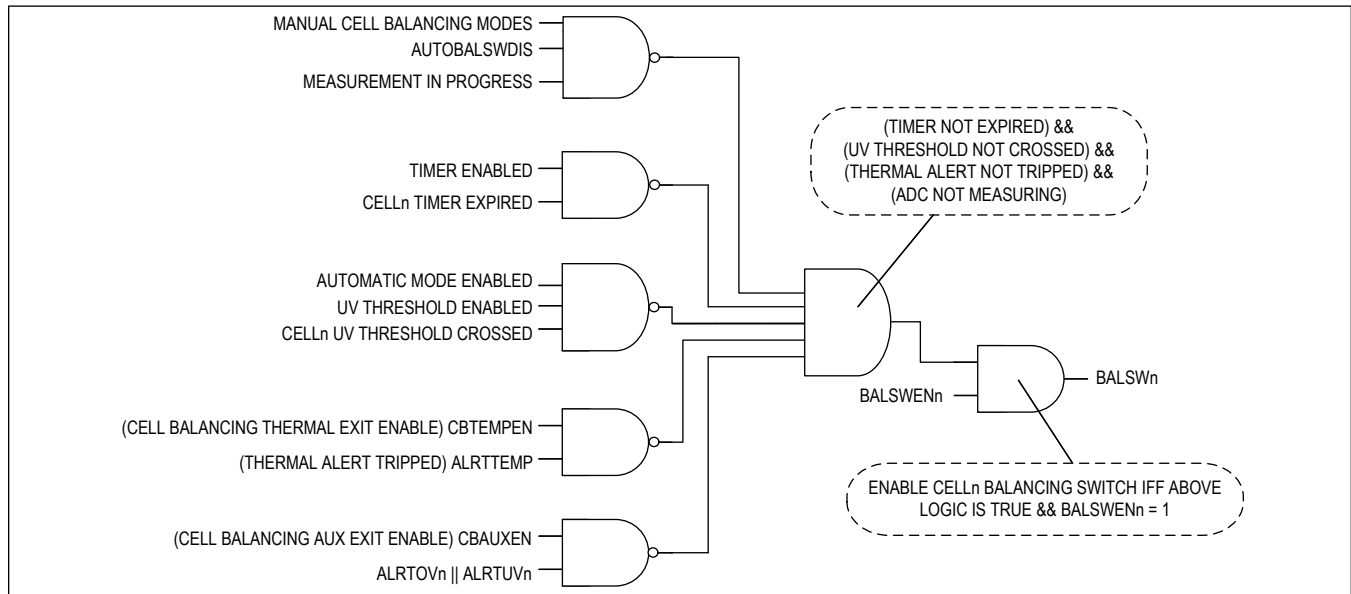 MANUAL CELL BALANCING MODES
AUTOBALSWDIS
MEASUREMENT IN PROGRESS
TIMER ENABLED
CELLn TIMER EXPIRED
AUTOMATIC MODE ENABLED
UV THRESHOLD ENABLED
CELLn UV THRESHOLD CROSSED
(CELL BALANCING THERMAL EXIT ENABLE) CBTEMPEN
(THERMAL ALERT TRIPPED) ALRTTEMP
(CELL BALANCING AUX EXIT ENABLE) CBAUXEN
ALRTOVn || ALRTUVn
(TIMER NOT EXPIRED) &&
(UV THRESHOLD NOT CROSSED) &&
(THERMAL ALERT NOT TRIPPED) &&
(ADC NOT MEASURING)
BALSWENn
BALSWn
ENABLE CELLn BALANCING SWITCH IFF ABOVE
LOGIC IS TRUE && BALSWENn = 1